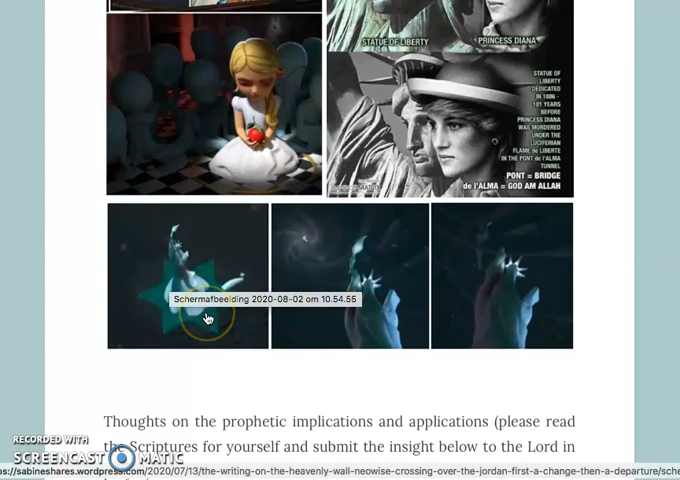 STATUE OF LIBERTY
PRINCESS DIANA
STATUE OF
LIBERTY
DEDICATED
IN 1886 -
101 YEARS
BEFORE
PRINCESS DIANA
WAS MURDERED
UNDER THE
LUCIFERIAN
FLAME de LIBERTE
IN THE PONT de l'ALMA
TUNNEL
PONT = BRIDGE
de l'ALMA = GOD AM ALLAH
Schermafbeelding 2020-08-02 om 10.54.55
Thoughts on the prophetic implications and applications (please read
the Scriptures for yourself and submit the insight below to the Lord in
RECORDED WITH
SCREENCAST MATIC
ps://sabineshares.wordpress.com/2020/07/13/the-writing-on-the-heavenly-wall-neowise-crossing-over-the-jordan-first-a-change-then-a-departure/sche